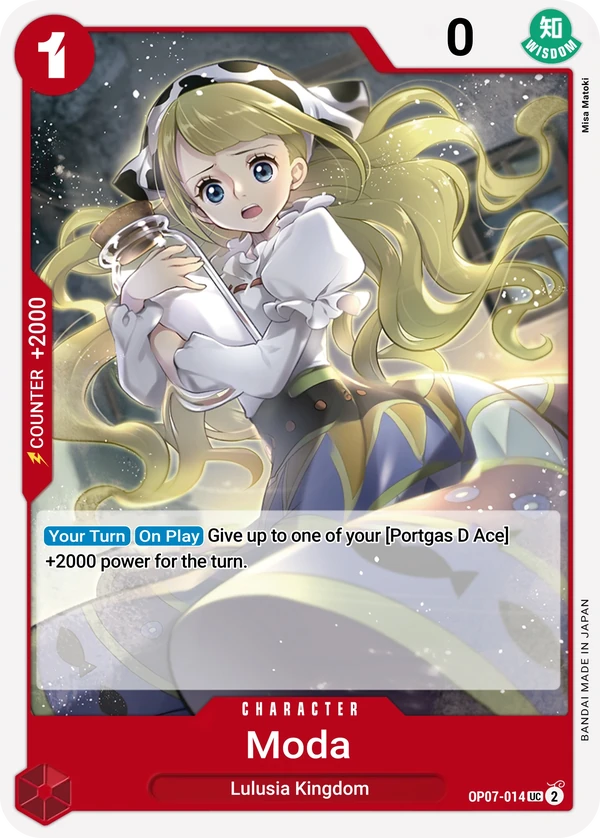 1
0
知
WISDOM
Misa Matoki
COUNTER +2000
Your Turn On Play Give up to one of your [Portgas D Ace]
+2000 power for the turn.
BANDAI MADE IN JAPAN
CHARACTER
Moda
Lulusia Kingdom
OP07-014 UC 2